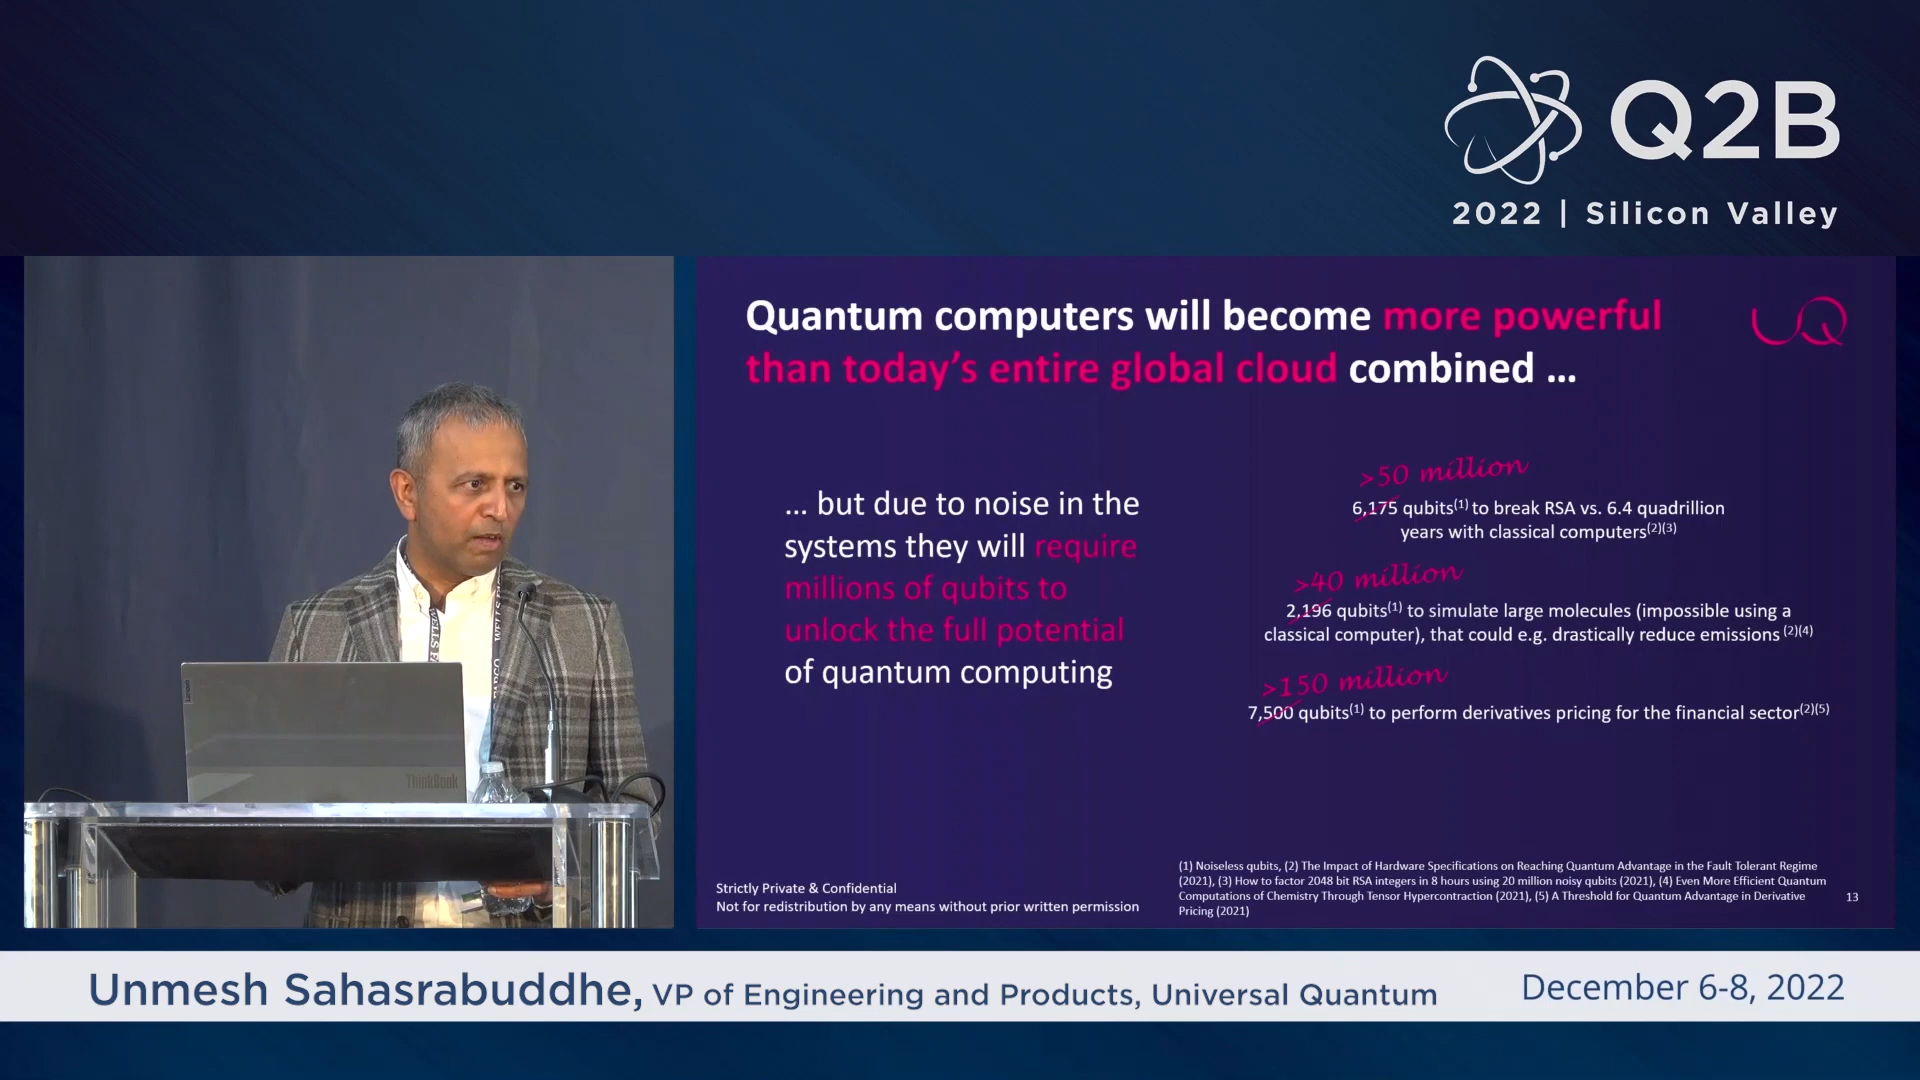 Q2B
2022 | Silicon Valley
Quantum computers will become more powerful
than today's entire global cloud combined ...
UQ
... but due to noise in the
systems they will require
millions of qubits to
unlock the full potential
of quantum computing
>50 million
6,175 qubits(1) to break RSA vs. 6.4 quadrillion
years with classical computers(2)(3)
>40 million
2,196 qubits(1) to simulate large molecules (impossible using a
classical computer), that could e.g. drastically reduce emissions (2)(4)
>150 million
7,500 qubits(1) to perform derivatives pricing for the financial sector(2)(5)
Strictly Private & Confidential
Not for redistribution by any means without prior written permission
(1) Noiseless qubits, (2) The Impact of Hardware Specifications on Reaching Quantum Advantage in the Fault Tolerant Regime
(2021), (3) How to factor 2048 bit RSA integers in 8 hours using 20 million noisy qubits (2021), (4) Even More Efficient Quantum
Computations of Chemistry Through Tensor Hypercontraction (2021), (5) A Threshold for Quantum Advantage in Derivative
Pricing (2021)
13
WELLS
FARGO
ThinkBook
Unmesh Sahasrabuddhe, VP of Engineering and Products, Universal Quantum
December 6-8, 2022